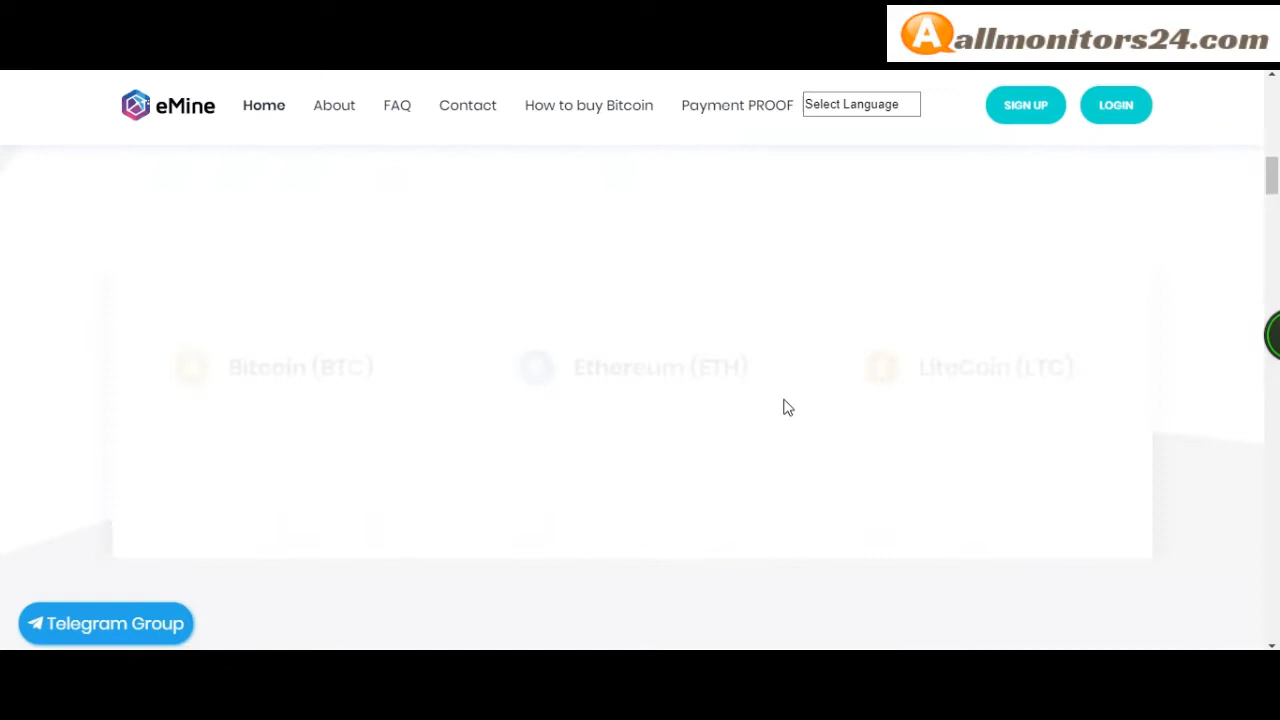 Aallmonitors24.com
eMine Home About FAQ Contact How to buy Bitcoin Payment PROOF Select Language SIGN UP LOGIN
Bitcoin (BTC) Ethereum (ETH) LiteCoin (LTC)
Telegram Group